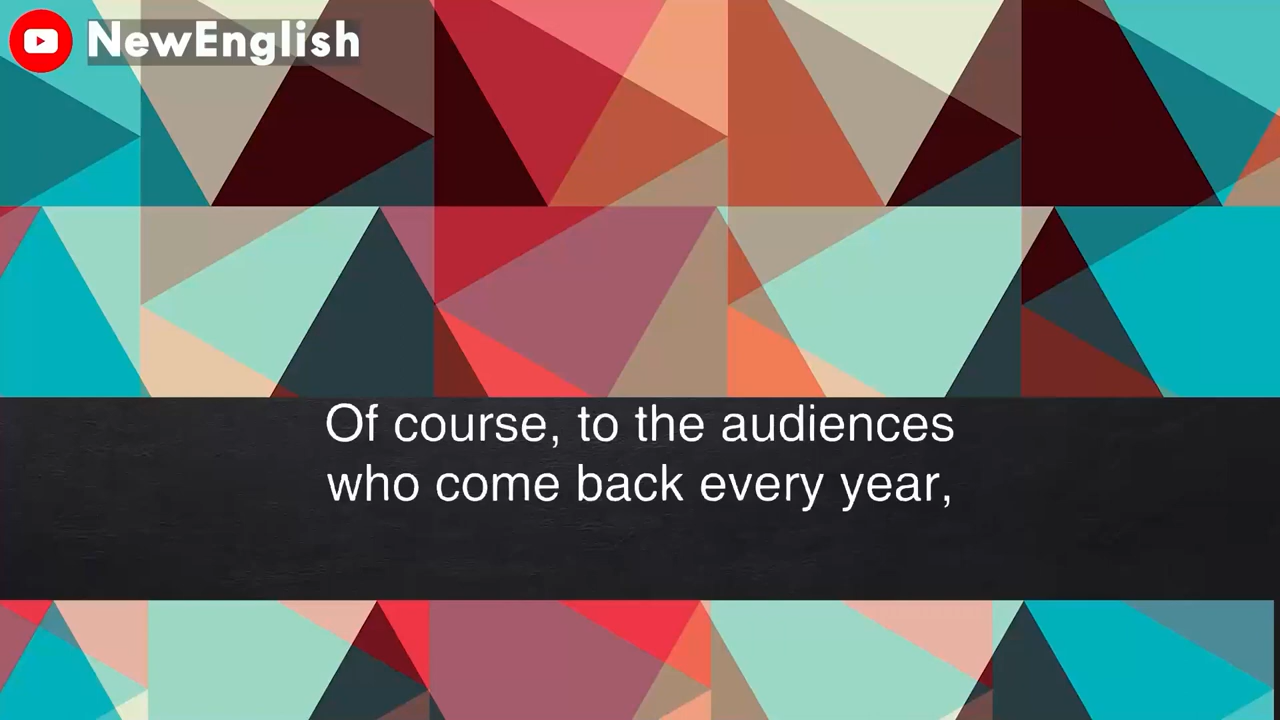 NewEnglish
Of course, to the audiences
who come back every year,